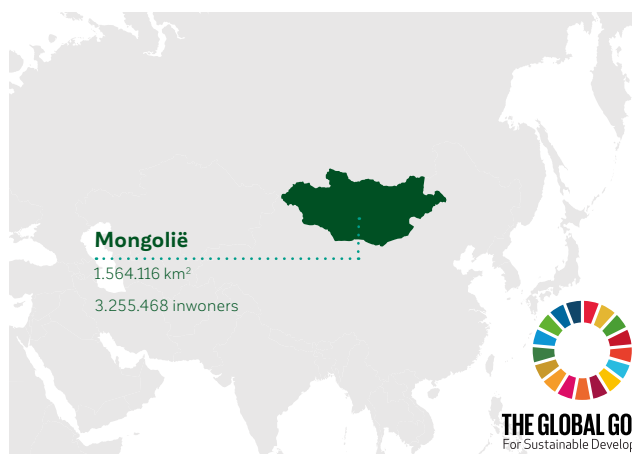 Mongolië
1.564.116 km²
3.255.468 inwoners
THE GLOBAL GO
For Sustainable Develop